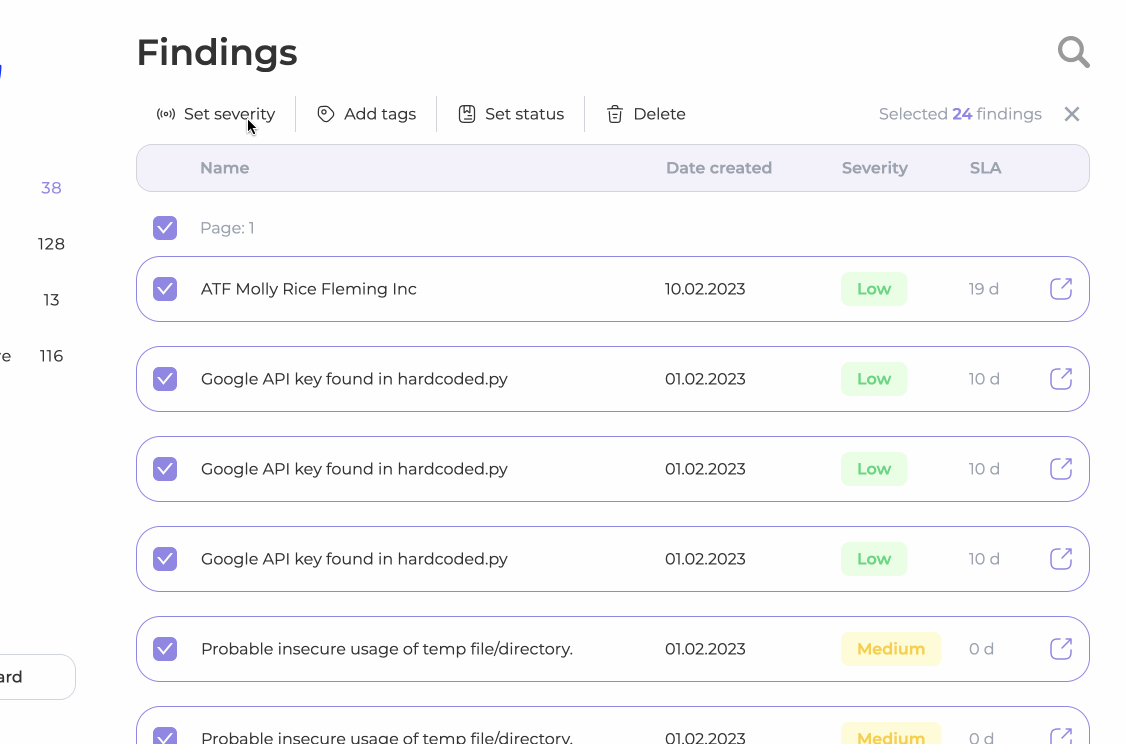 Findings
Set severity Add tags Set status Delete Selected 24 findings
Name Date created Severity SLA
38
Page: 1
128
ATF Molly Rice Fleming Inc 10.02.2023 Low 19 d
13
re 116
Google API key found in hardcoded.py 01.02.2023 Low 10 d
Google API key found in hardcoded.py 01.02.2023 Low 10 d
Google API key found in hardcoded.py 01.02.2023 Low 10 d
Probable insecure usage of temp file/directory. 01.02.2023 Medium 0 d
ard
Probable insecure usage of temp file/directory. 01.02.2023 Medium 0 d